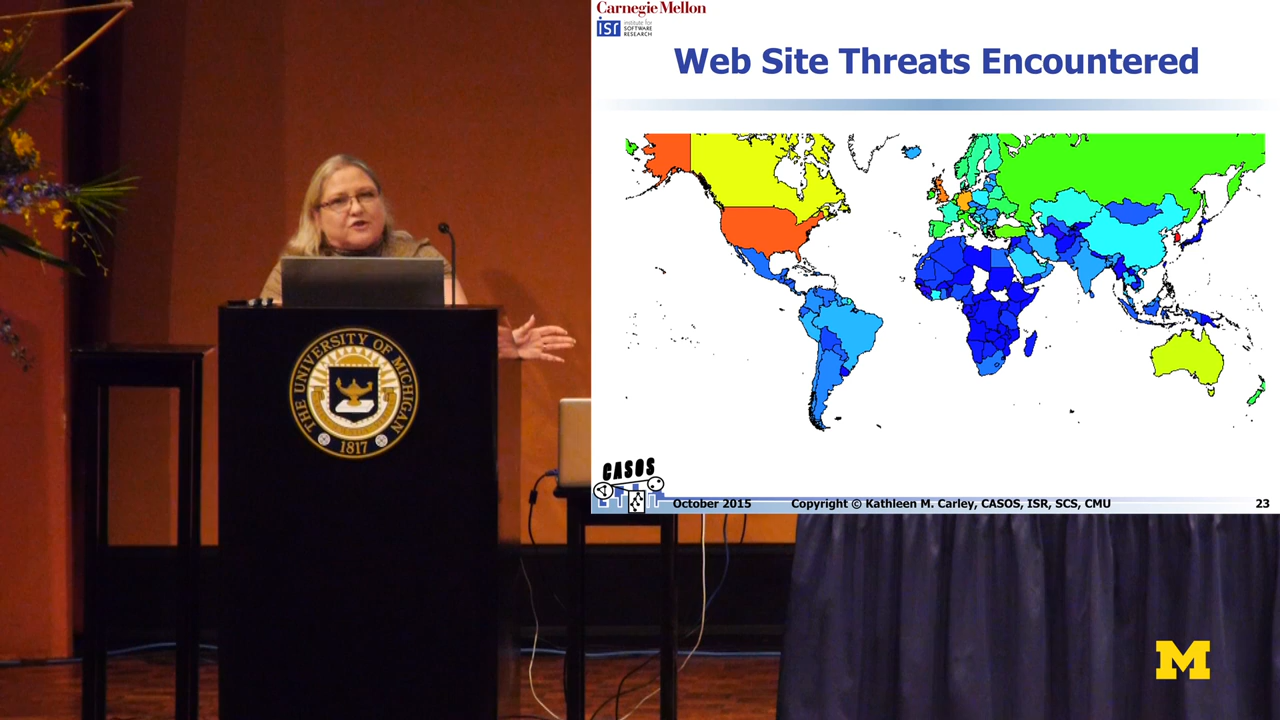 Carnegie Mellon
isr institute for
SOFTWARE
RESEARCH
Web Site Threats Encountered
THE UNIVERSITY OF MICHIGAN
1817
CASOS
October 2015 Copyright © Kathleen M. Carley, CASOS, ISR, SCS, CMU 23
M